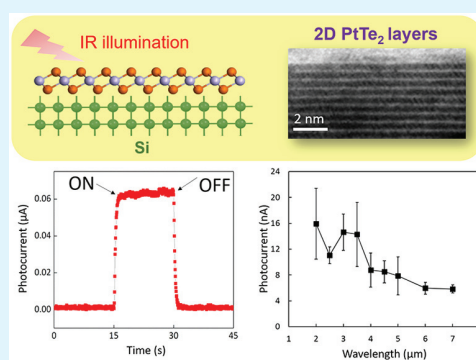 IR illumination
2D PtTe₂ layers
Si
2 nm
ON
OFF
Photocurrent (µA)
0.06
0.04
0.02
0.00
0 15 30 45
Time (s)
Photocurrent (nA)
24
20
16
12
8
4
0
1 2 3 4 5 6 7
Wavelength (µm)